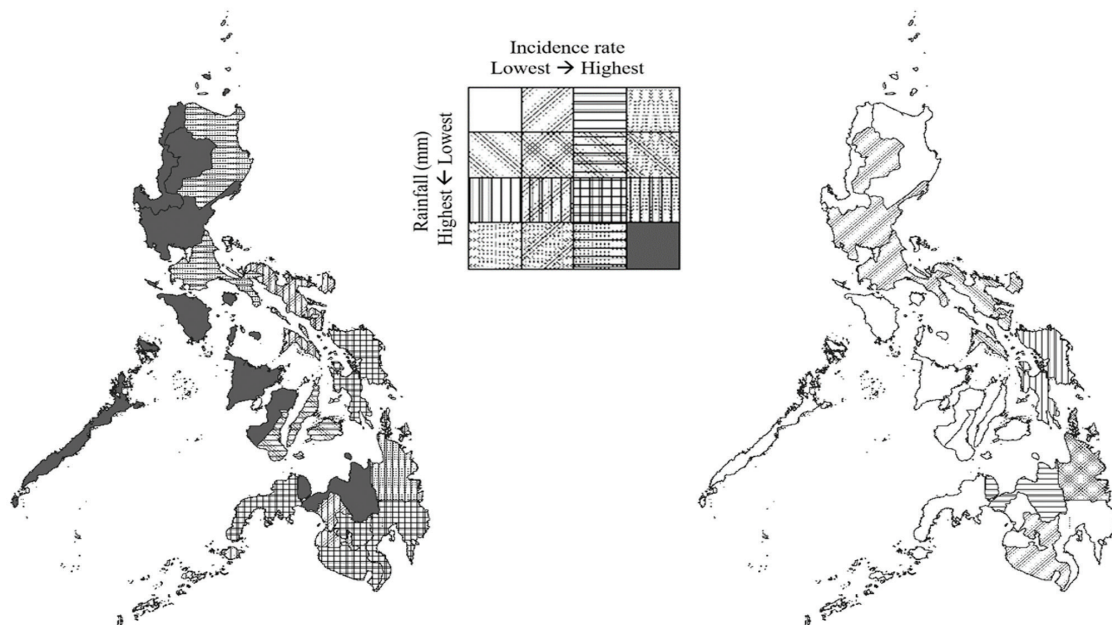 Incidence rate
Lowest → Highest
Rainfall (mm)
Highest ← Lowest